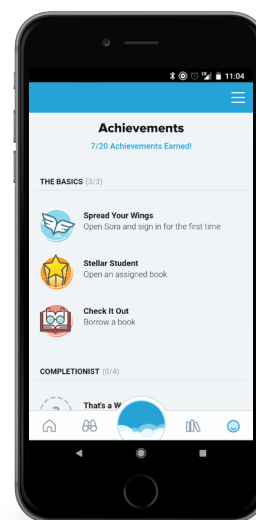 11:04
Achievements
7/20 Achievements Earned!
THE BASICS (3/3)
Spread Your Wings
Open Sora and sign in for the first time
Stellar Student
Open an assigned book
Check It Out
Borrow a book
COMPLETIONIST (0/4)
That's a